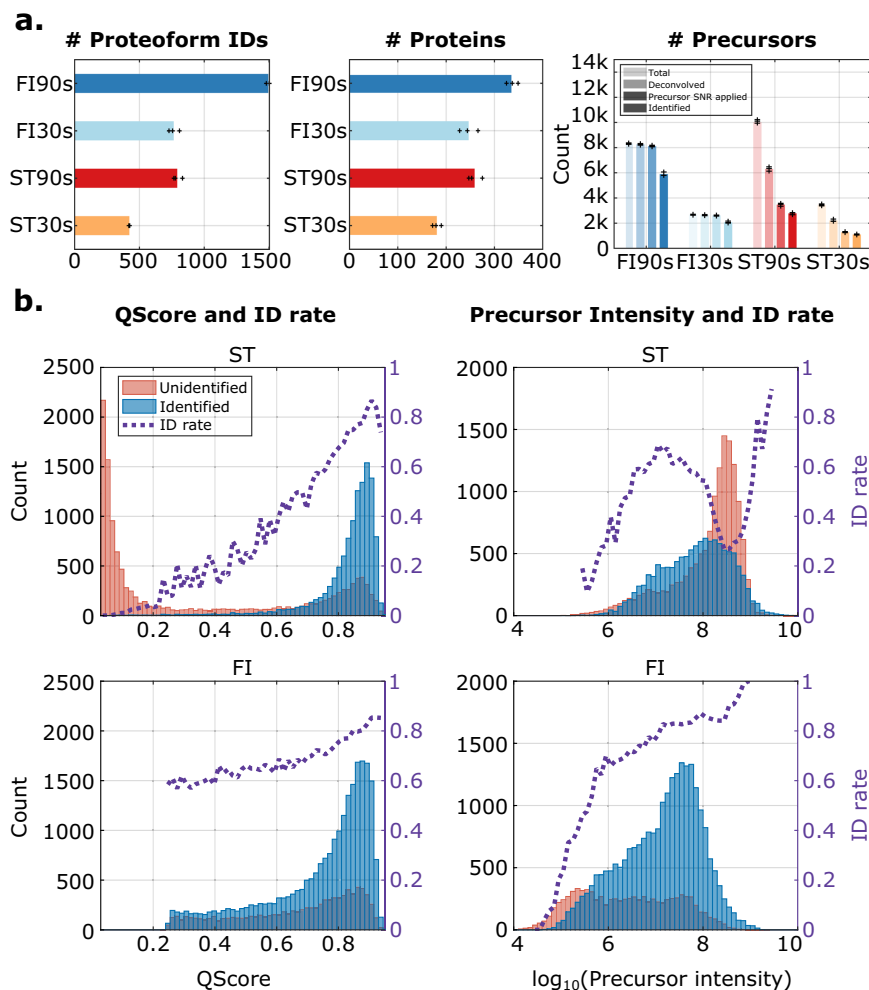 a.
# Proteoform IDs
# Proteins
# Precursors
FI90s
FI30s
ST90s
ST30s
0 500 1000 1500
0 100 200 300 400
Count
14k
12k
10k
8k
6k
4k
2k
0
Total
Deconvolved
Precursor SNR applied
Identified
FI90s FI30s ST90s ST30s
b.
QScore and ID rate
Precursor Intensity and ID rate
ST
Count
2500
2000
1500
1000
500
0
Unidentified
Identified
ID rate
0.2 0.4 0.6 0.8
1
0.8
0.6
0.4
0.2
0
ST
2000
1500
1000
500
0
4 6 8 10
1
0.8
0.6
0.4
0.2
0
ID rate
FI
Count
2500
2000
1500
1000
500
0
0.2 0.4 0.6 0.8
QScore
1
0.8
0.6
0.4
0.2
0
FI
2000
1500
1000
500
0
4 6 8 10
log10(Precursor intensity)
1
0.8
0.6
0.4
0.2
0
ID rate